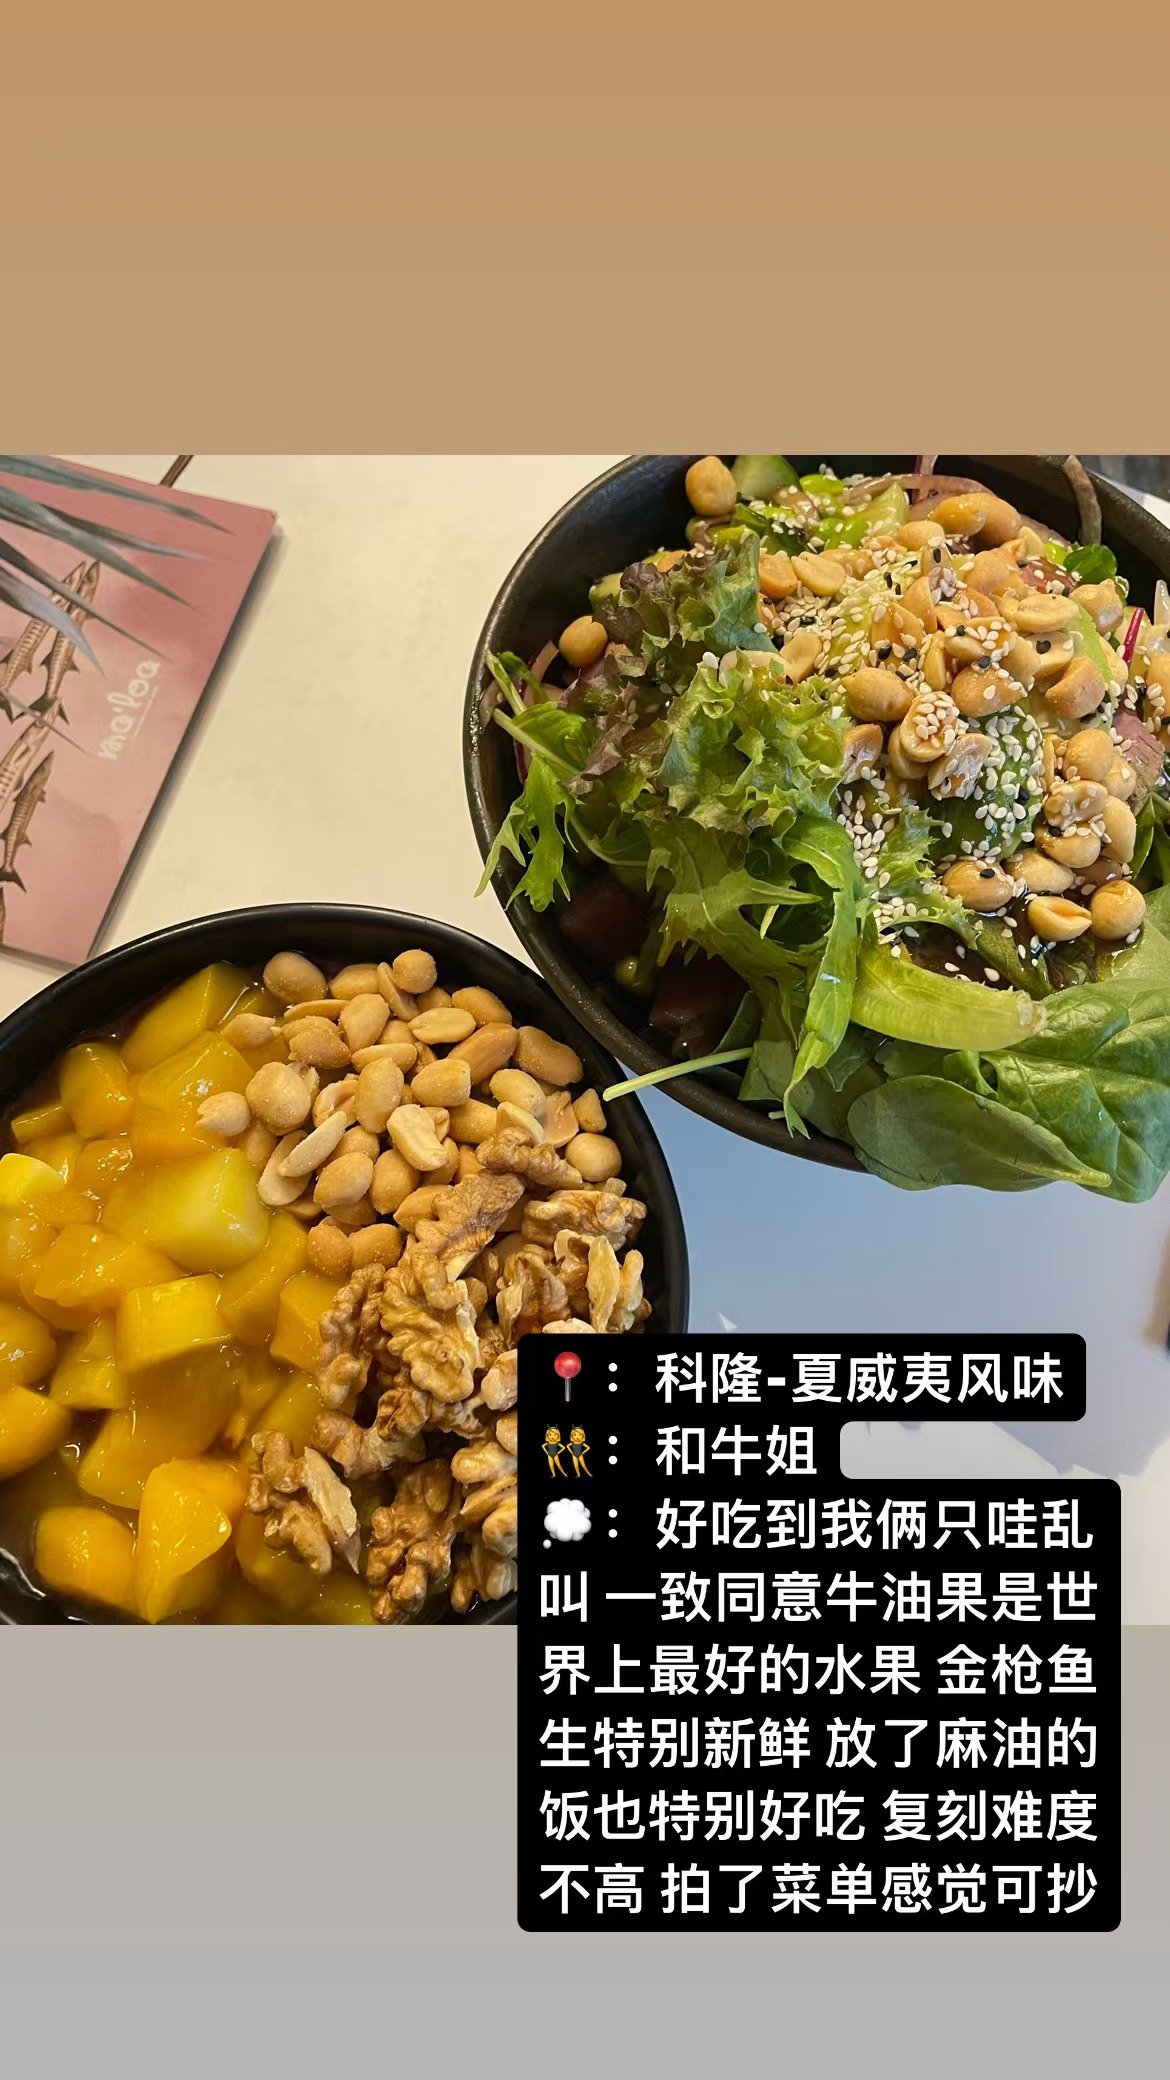 ma'loa
📍：科隆-夏威夷风味
👯：和牛姐
💭：好吃到我俩只哇乱
叫 一致同意牛油果是世
界上最好的水果 金枪鱼
生特别新鲜 放了麻油的
饭也特别好吃 复刻难度
不高 拍了菜单感觉可抄